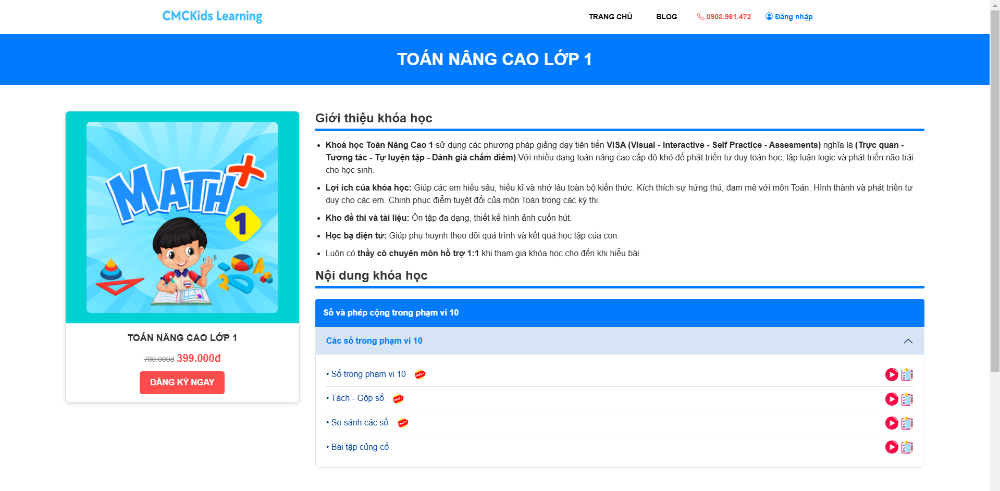 CMCKids Learning
TRANG CHỦ
BLOG
0903.961.472
Đăng nhập
TOÁN NÂNG CAO LỚP 1
MATH+
1
TOÁN NÂNG CAO LỚP 1
700.000đ 399.000đ
ĐĂNG KÝ NGAY
Giới thiệu khóa học
• Khoá học Toán Nâng Cao 1 sử dụng các phương pháp giảng dạy tiên tiến VISA (Visual - Interactive - Self Practice - Assesments) nghĩa là (Trực quan -
Tương tác - Tự luyện tập - Đánh giá chấm điểm).Với nhiều dạng toán nâng cao cấp độ khó để phát triển tư duy toán học, lập luận logic và phát triển não trái
cho học sinh.
• Lợi ích của khóa học: Giúp các em hiểu sâu, hiểu kĩ và nhớ lâu toàn bộ kiến thức. Kích thích sự hứng thú, đam mê với môn Toán. Hình thành và phát triển tư
duy cho các em. Chinh phục điểm tuyệt đối của môn Toán trong các kỳ thi.
• Kho đề thi và tài liệu: Ôn tập đa dạng, thiết kế hình ảnh cuốn hút.
• Học bạ điện tử: Giúp phụ huynh theo dõi quá trình và kết quả học tập của con.
• Luôn có thầy cô chuyên môn hỗ trợ 1:1 khi tham gia khóa học cho đến khi hiểu bài.
Nội dung khóa học
Số và phép cộng trong phạm vi 10
Các số trong phạm vi 10
• Số trong phạm vi 10 FREE
• Tách - Gộp số FREE
• So sánh các số FREE
• Bài tập củng cố